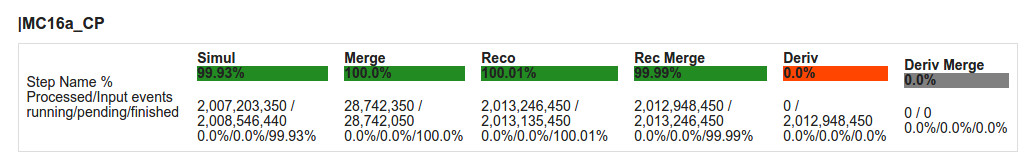 |MC16a_CP
Step Name %
Processed/Input events
running/pending/finished
Simul
99.93%
2,007,203,350 /
2,008,546,440
0.0%/0.0%/99.93%
Merge
100.0%
28,742,350 /
28,742,050
0.0%/0.0%/100.0%
Reco
100.01%
2,013,246,450 /
2,013,135,450
0.0%/0.0%/100.01%
Rec Merge
99.99%
2,012,948,450 /
2,013,246,450
0.0%/0.0%/99.99%
Deriv
0.0%
0 /
2,012,948,450
0.0%/0.0%/0.0%
Deriv Merge
0.0%
0 / 0
0.0%/0.0%/0.0%